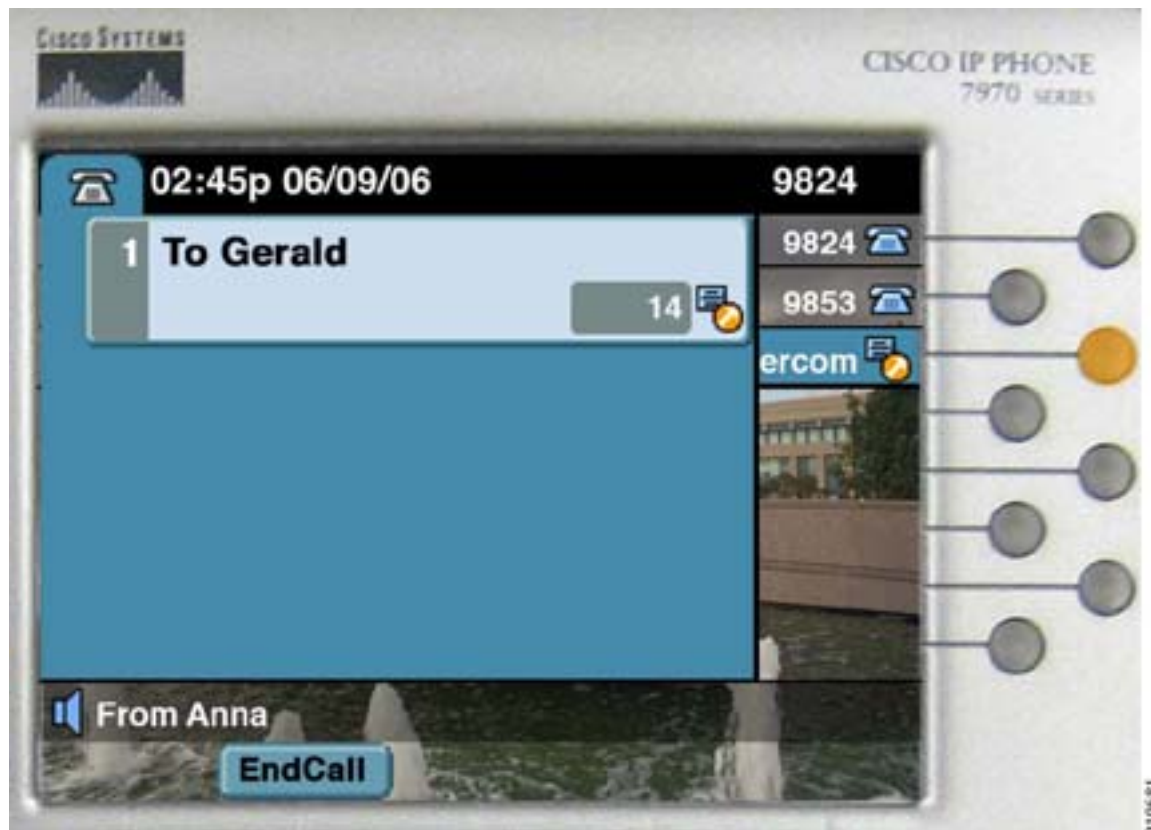 CISCO SYSTEMS
CISCO IP PHONE
7970 SERIES
02:45p 06/09/06
9824
1 To Gerald
14
9824
9853
ercom
From Anna
EndCall